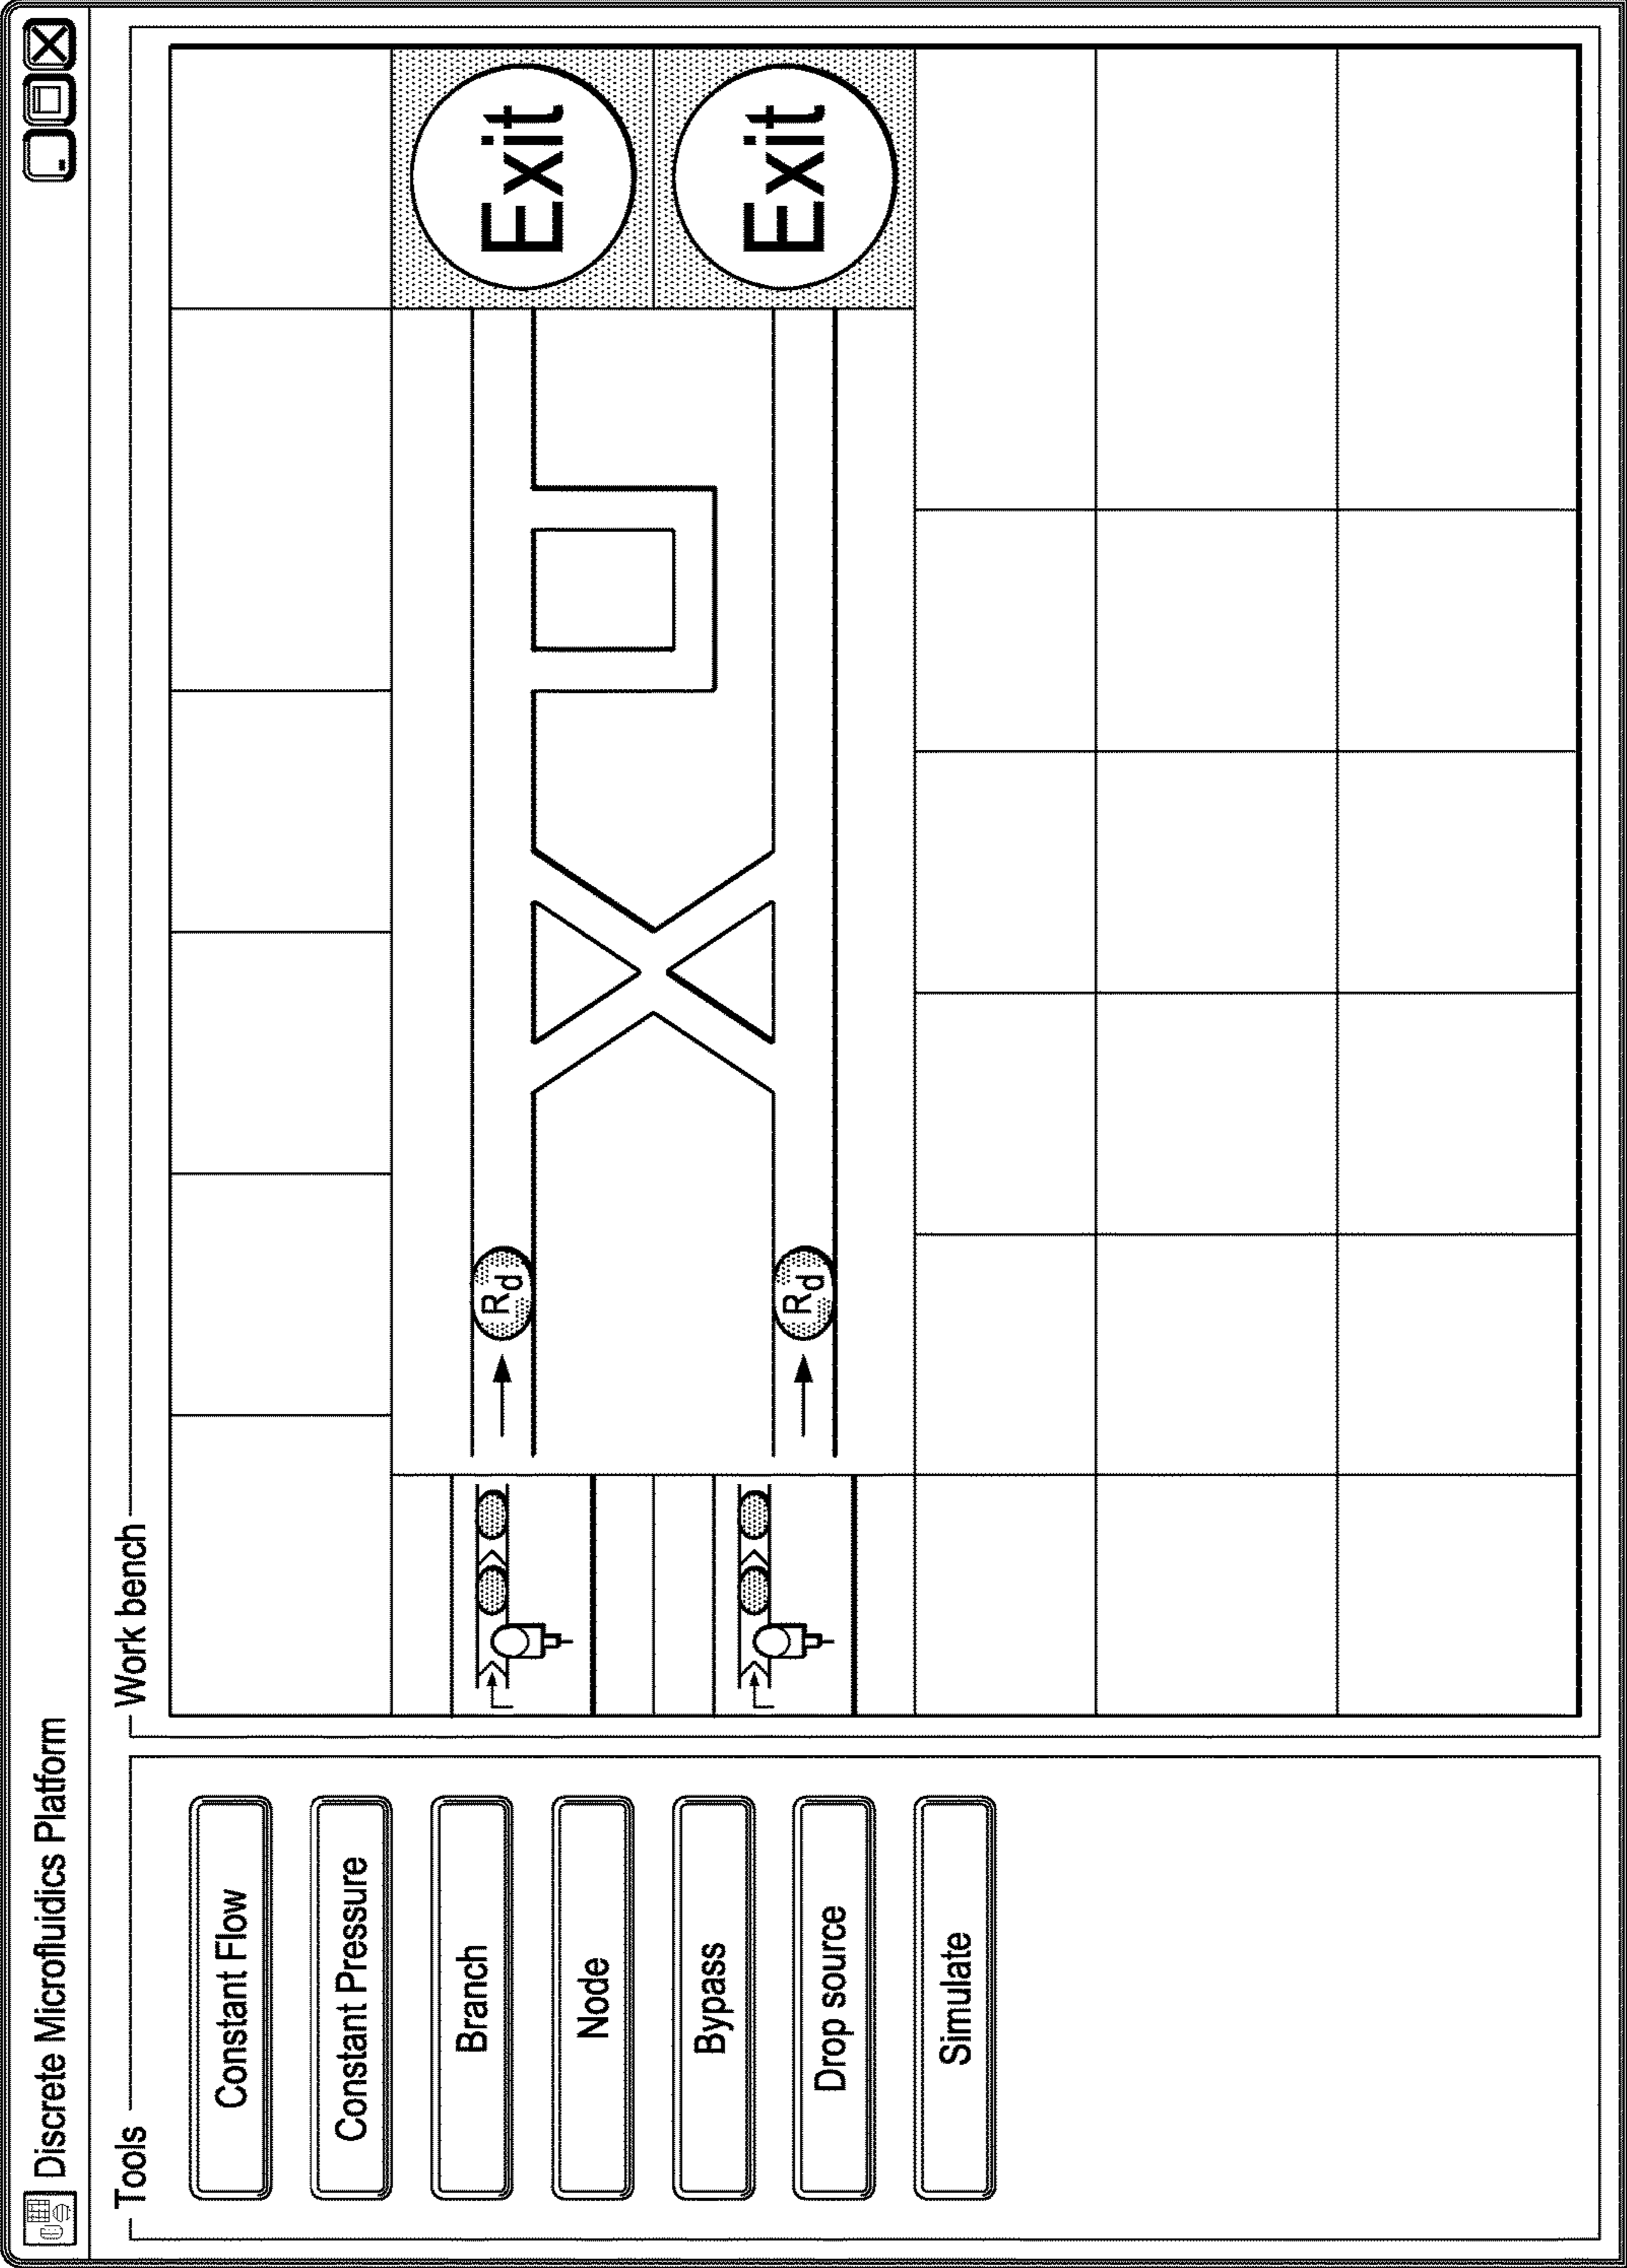 Discrete Microfluidics Platform
Tools
Constant Flow
Constant Pressure
Branch
Node
Bypass
Drop source
Simulate
Work bench
Rd
Exit
Rd
Exit